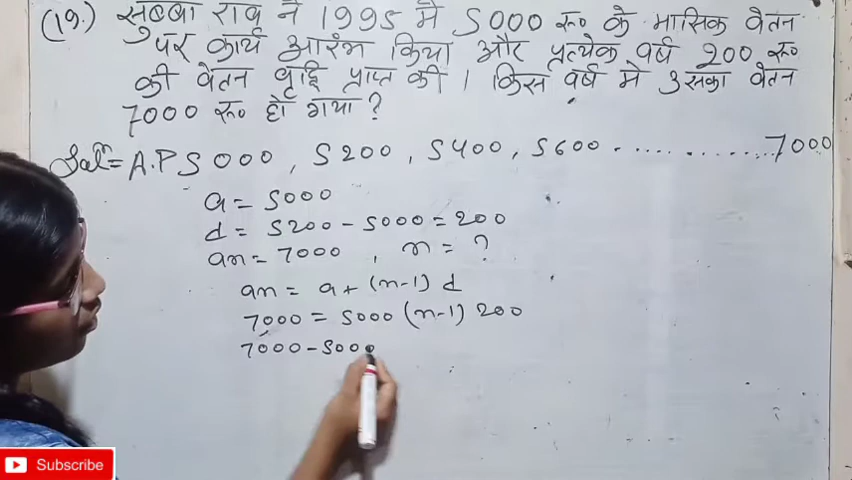 (19.) सुब्बा राव ने 1995 में 5000 रू० के मासिक वेतन
पर कार्य आरंभ किया और प्रत्येक वर्ष 200 रू०
की वेतन वृद्धि प्राप्त की । किस वर्ष में उसका वेतन
7000 रू० हो गया ?
Solⁿ = A.P 5000 , 5200 , 5400 , 5600 .................. 7000
a = 5000
d = 5200 - 5000 = 200
an = 7000 , n = ?
an = a + (n-1) d
7000 = 5000 (n-1) 200
7000 - 5000
Subscribe